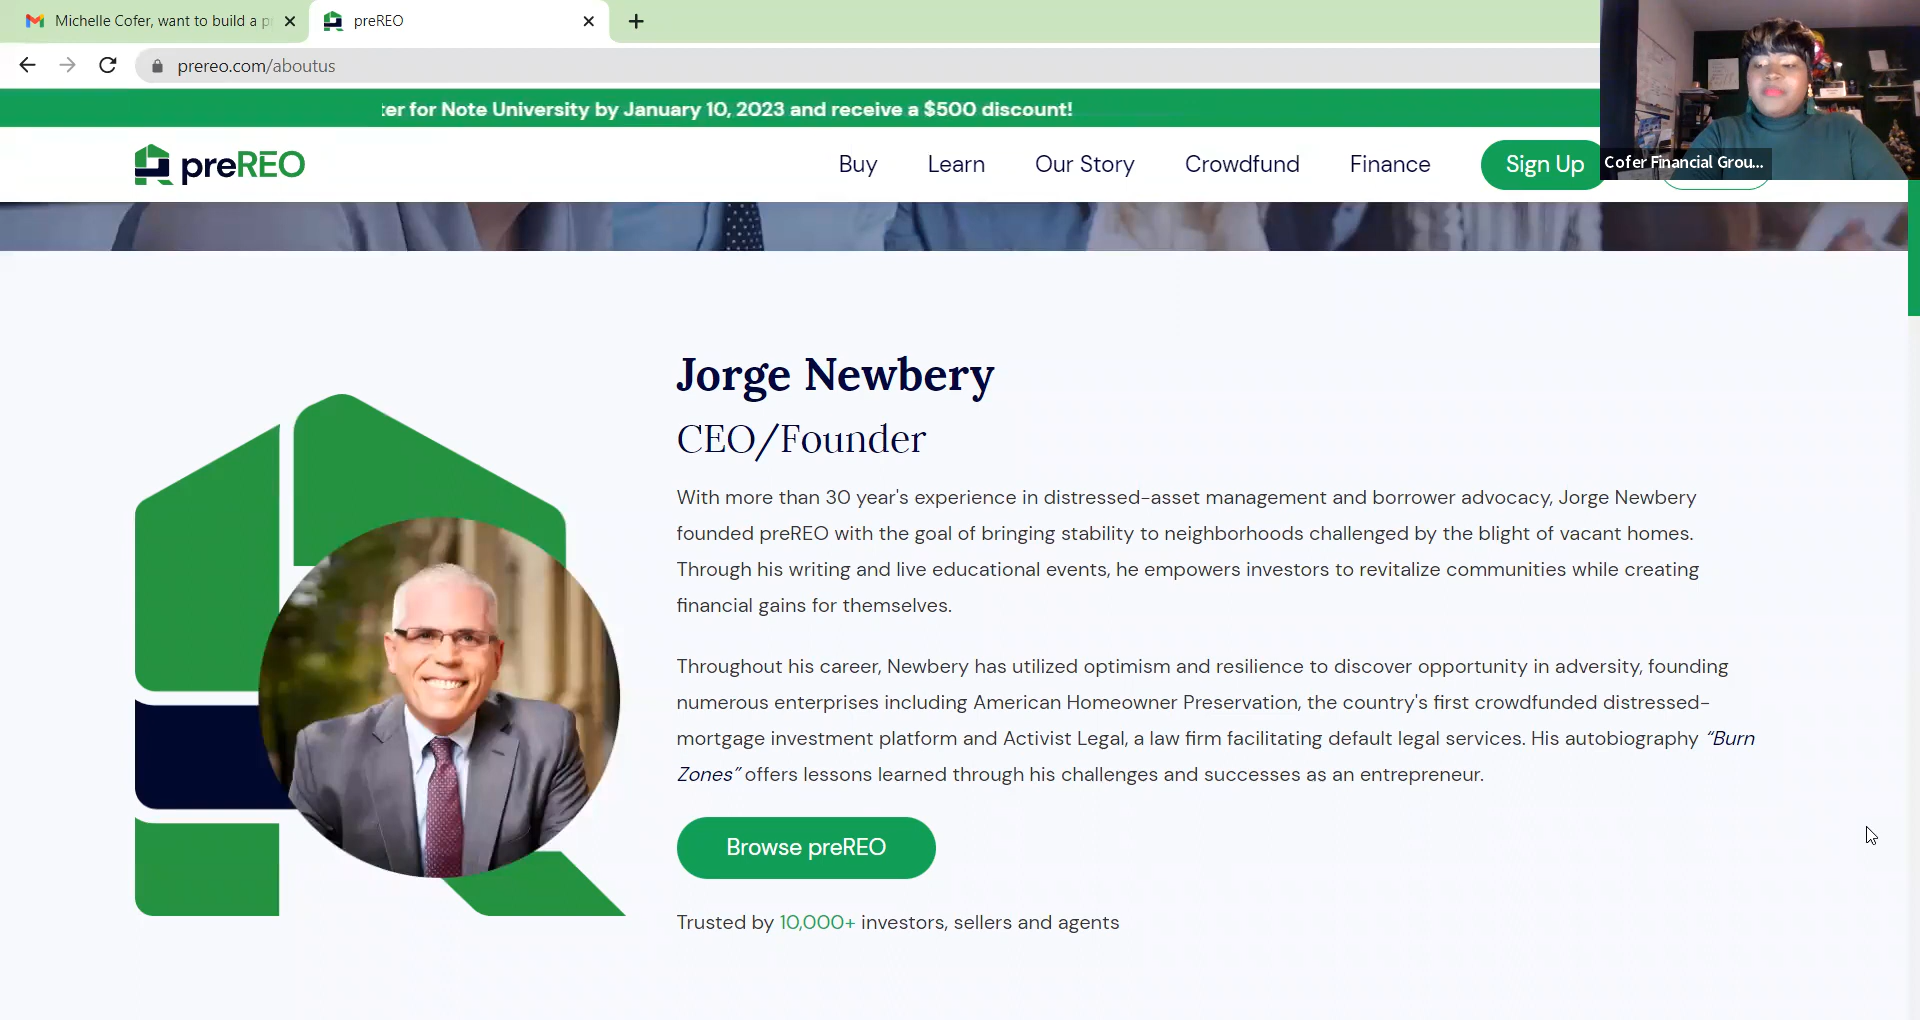 Michelle Cofer, want to build a p
preREO
prereo.com/aboutus
ter for Note University by January 10, 2023 and receive a $500 discount!
preREO
Buy
Learn
Our Story
Crowdfund
Finance
Sign Up
Cofer Financial Grou...
Jorge Newbery
CEO/Founder
With more than 30 year's experience in distressed-asset management and borrower advocacy, Jorge Newbery
founded preREO with the goal of bringing stability to neighborhoods challenged by the blight of vacant homes.
Through his writing and live educational events, he empowers investors to revitalize communities while creating
financial gains for themselves.
Throughout his career, Newbery has utilized optimism and resilience to discover opportunity in adversity, founding
numerous enterprises including American Homeowner Preservation, the country's first crowdfunded distressed-
mortgage investment platform and Activist Legal, a law firm facilitating default legal services. His autobiography “Burn
Zones” offers lessons learned through his challenges and successes as an entrepreneur.
Browse preREO
Trusted by 10,000+ investors, sellers and agents